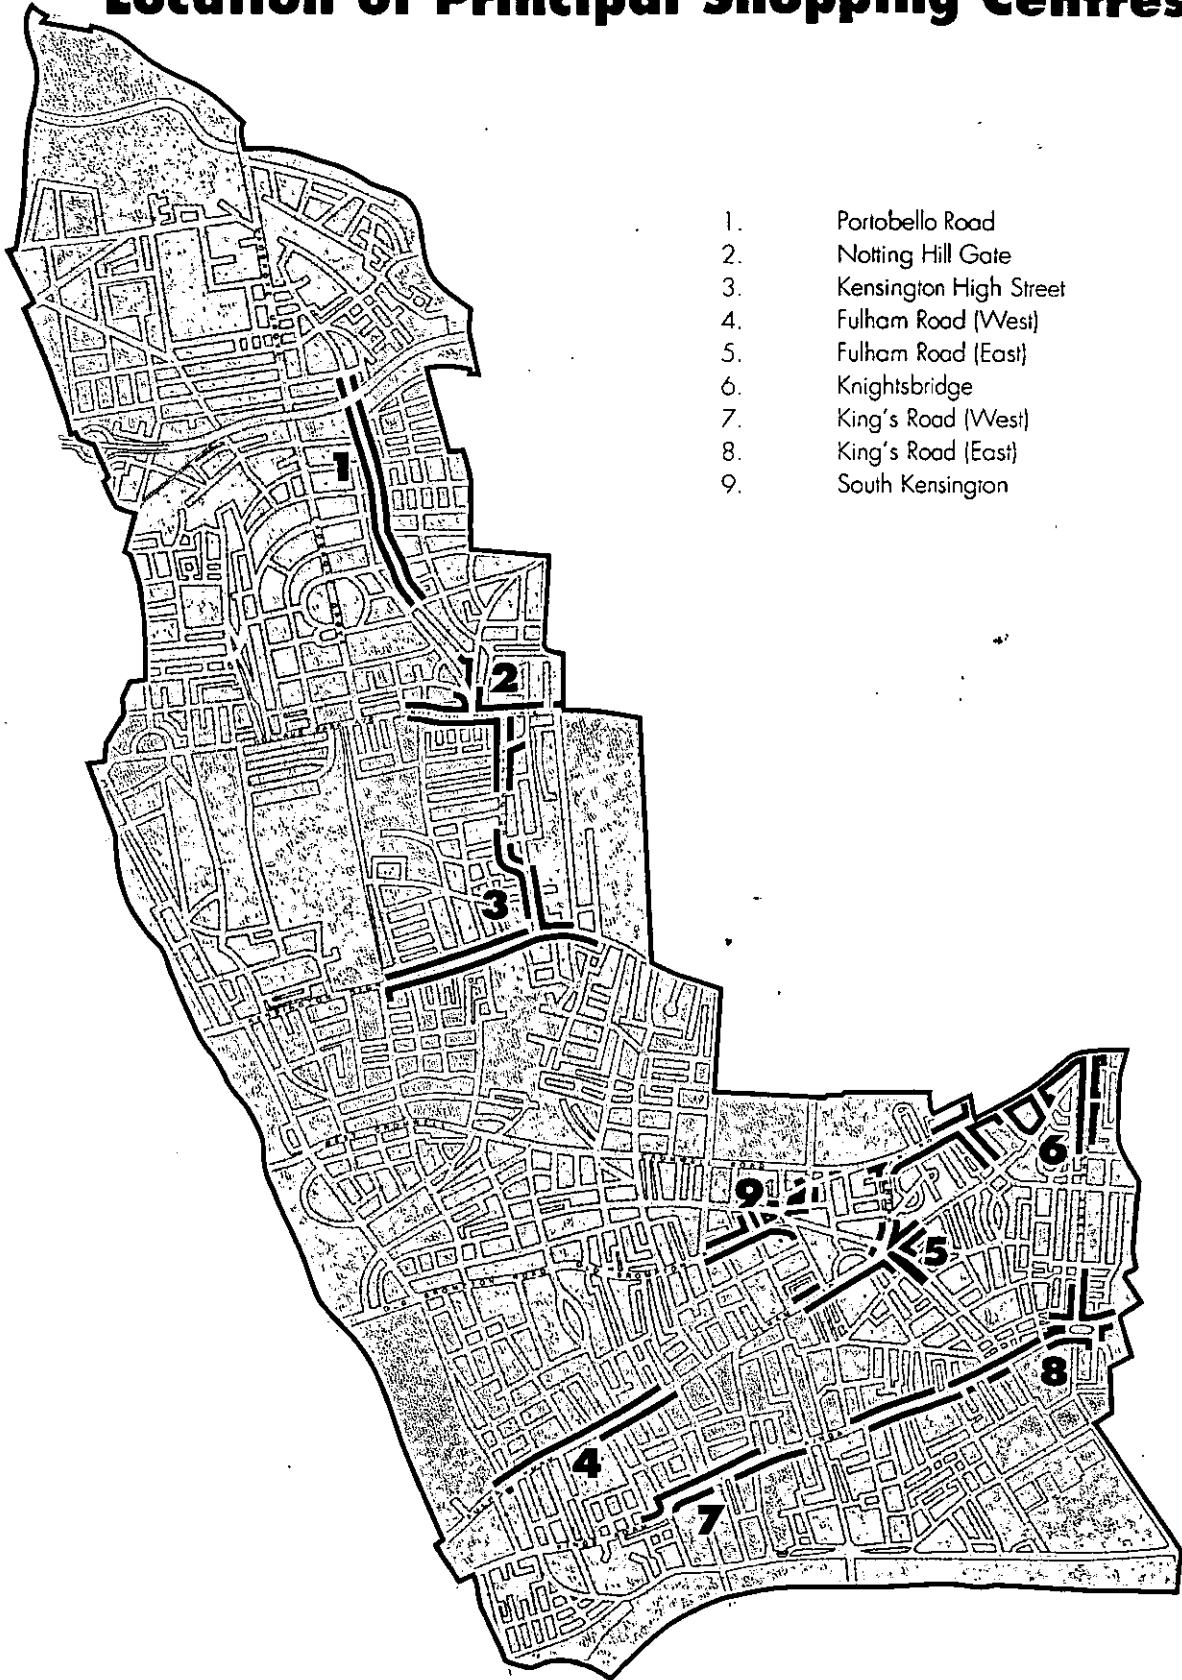 Location of Principal Shopping Centres
1. Portobello Road
2. Notting Hill Gate
3. Kensington High Street
4. Fulham Road (West)
5. Fulham Road (East)
6. Knightsbridge
7. King's Road (West)
8. King's Road (East)
9. South Kensington
1
2
3
9
6
5
8
4
7